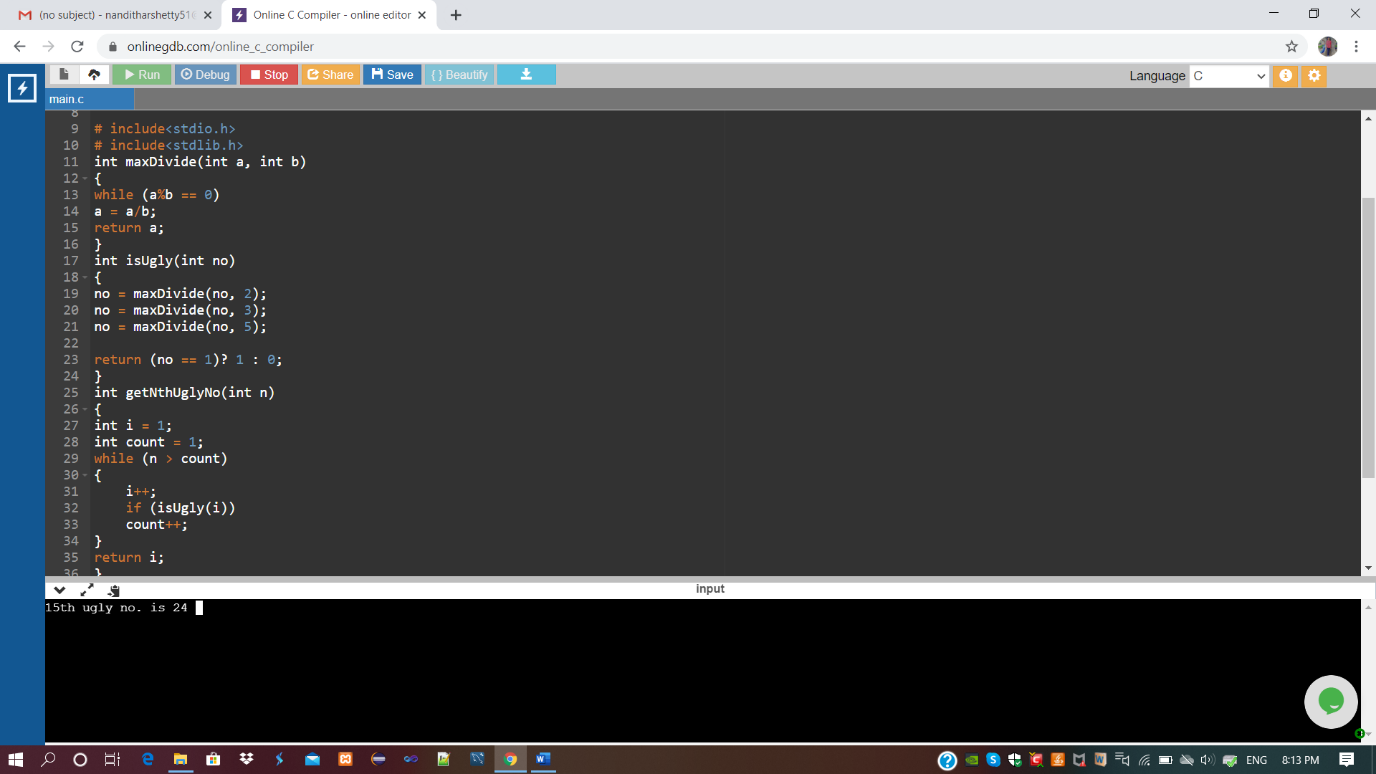 (no subject) - nanditharshetty51
Online C Compiler - online editor
onlinegdb.com/online_c_compiler
Run Debug Stop Share Save { } Beautify
Language C
main.c
8
9 # include<stdio.h>
10 # include<stdlib.h>
11 int maxDivide(int a, int b)
12 {
13 while (a%b == 0)
14 a = a/b;
15 return a;
16 }
17 int isUgly(int no)
18 {
19 no = maxDivide(no, 2);
20 no = maxDivide(no, 3);
21 no = maxDivide(no, 5);
22
23 return (no == 1)? 1 : 0;
24 }
25 int getNthUglyNo(int n)
26 {
27 int i = 1;
28 int count = 1;
29 while (n > count)
30 {
31 i++;
32 if (isUgly(i))
33 count++;
34 }
35 return i;
36 }
input
15th ugly no. is 24
ENG 8:13 PM